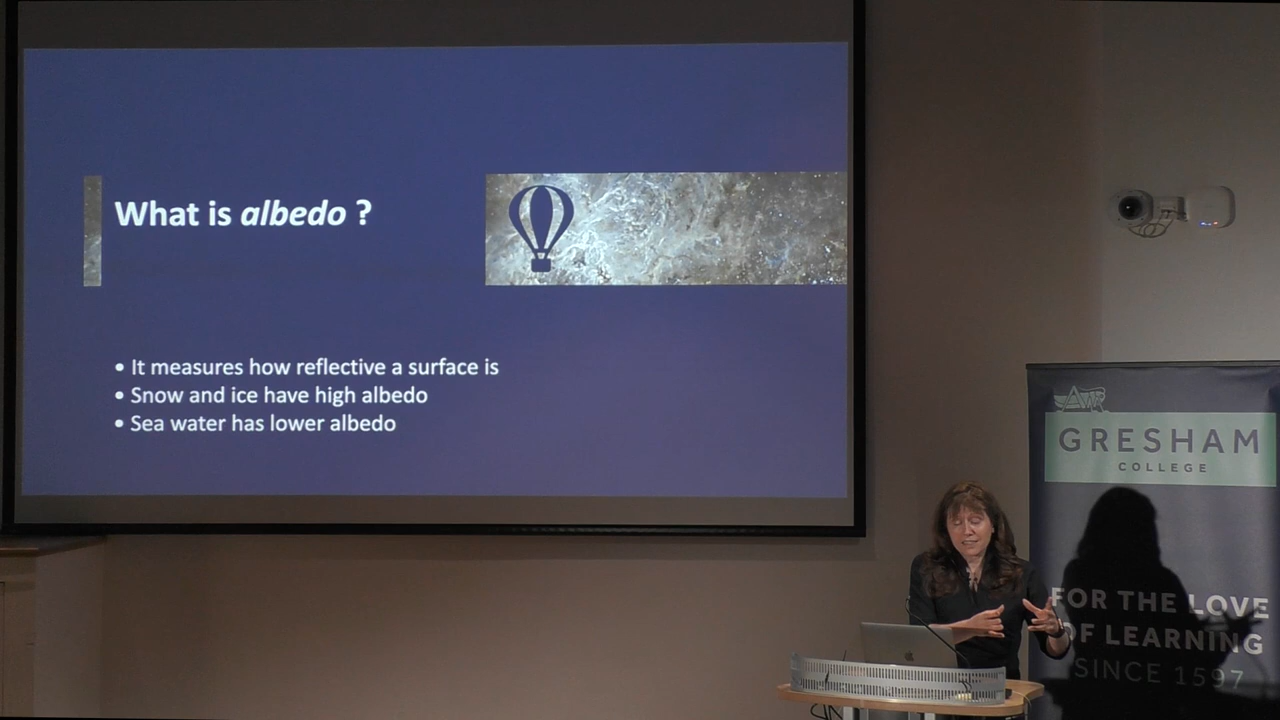 What is albedo ?
• It measures how reflective a surface is
• Snow and ice have high albedo
• Sea water has lower albedo
GRESHAM
COLLEGE
FOR THE LOVE
OF LEARNING
SINCE 1597